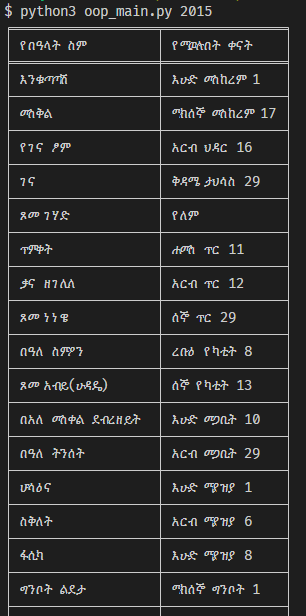 $ python3 oop_main.py 2015
የበዓላት ስም የሚዉሉበት ቀናት
እንቁጣጣሽ እሁድ መስከረም 1
መስቅል ማክሰኞ መስከረም 17
የገና ፆም አርብ ህዳር 16
ገና ቅዳሜ ታህሳስ 29
ጾመ ገሃድ የለም
ጥምቀት ሐሙስ ጥር 11
ቃና ዘገሊላ አርብ ጥር 12
ጾመ ነነዌ ሰኞ ጥር 29
በዓለ ስምዖን ረቡዕ የካቲት 8
ጾመ አብይ(ሁዳዴ) ሰኞ የካቲት 13
በአለ መስቀል ደብረዘይት እሁድ መጋቢት 10
በዓለ ትንሰት አርብ መጋቢት 29
ሆሳዕና እሁድ ሚያዝያ 1
ስቅለት አርብ ሚያዝያ 6
ፋሲካ እሁድ ሚያዝያ 8
ግንቦት ልደታ ማክሰኞ ግንቦት 1